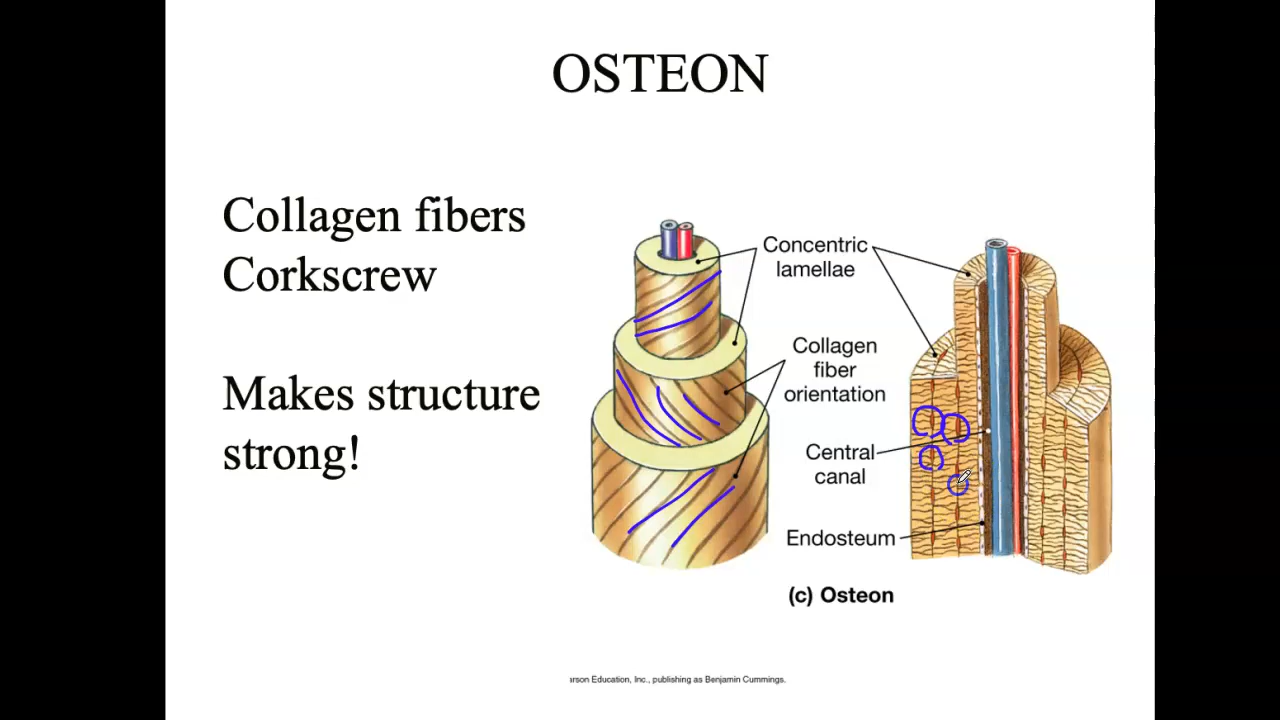 OSTEON
Collagen fibers
Corkscrew
Makes structure
strong!
Concentric
lamellae
Collagen
fiber
orientation
Central
canal
Endosteum
(c) Osteon
Education, Inc., publishing as Benjamin Cummings.